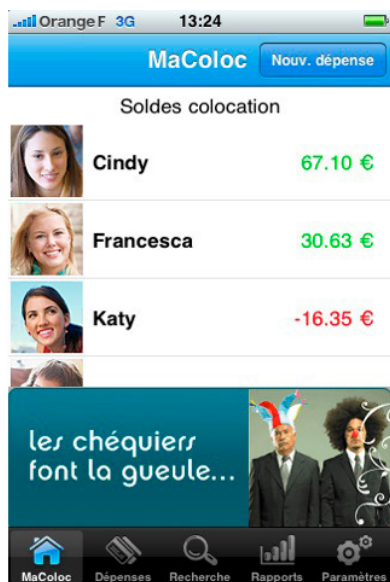 Orange F 3G 13:24
MaColoc Nouv. dépense
Soldes colocation
Cindy 67.10 €
Francesca 30.63 €
Katy -16.35 €
les chéquiers
font la gueule...
MaColoc Dépenses Recherche Rapports Paramètres